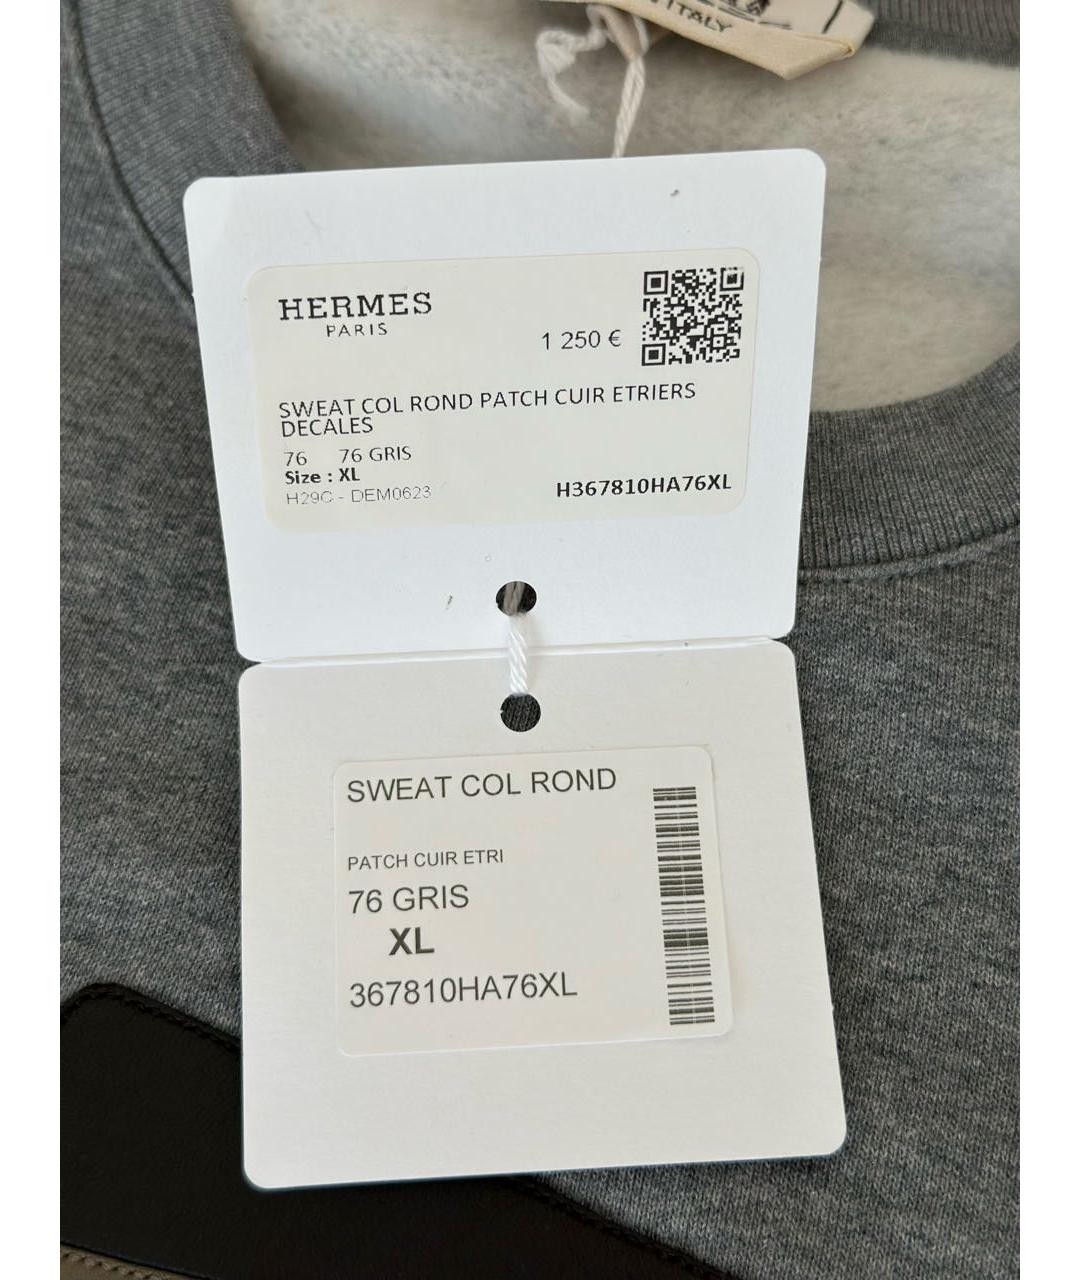 ITALY
HERMES
PARIS
1 250 €
SWEAT COL ROND PATCH CUIR ETRIERS
DECALES
76 76 GRIS
Size : XL
H29C - DEM0623
H367810HA76XL
SWEAT COL ROND
PATCH CUIR ETRI
76 GRIS
XL
367810HA76XL